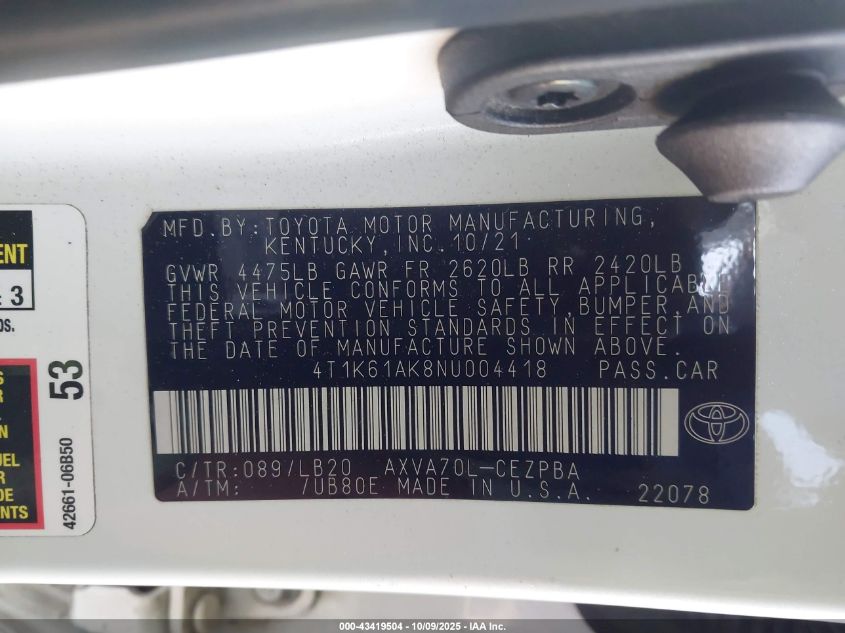 MFD. BY: TOYOTA MOTOR MANUFACTURING,
KENTUCKY, INC. 10/21
GVWR 4475LB GAWR FR 2620LB RR 2420LB
THIS VEHICLE CONFORMS TO ALL APPLICABLE
FEDERAL MOTOR VEHICLE SAFETY, BUMPER, AND
THEFT PREVENTION STANDARDS IN EFFECT ON
THE DATE OF MANUFACTURE SHOWN ABOVE.
4T1K61AK8NU004418 PASS.CAR
C/TR:089/LB20 AXVA70L-CEZPBA
A/TM: 7UB80E MADE IN U.S.A. 22078
3
53
42661-06B50
000-43419504 - 10/09/2025 - IAA Inc.